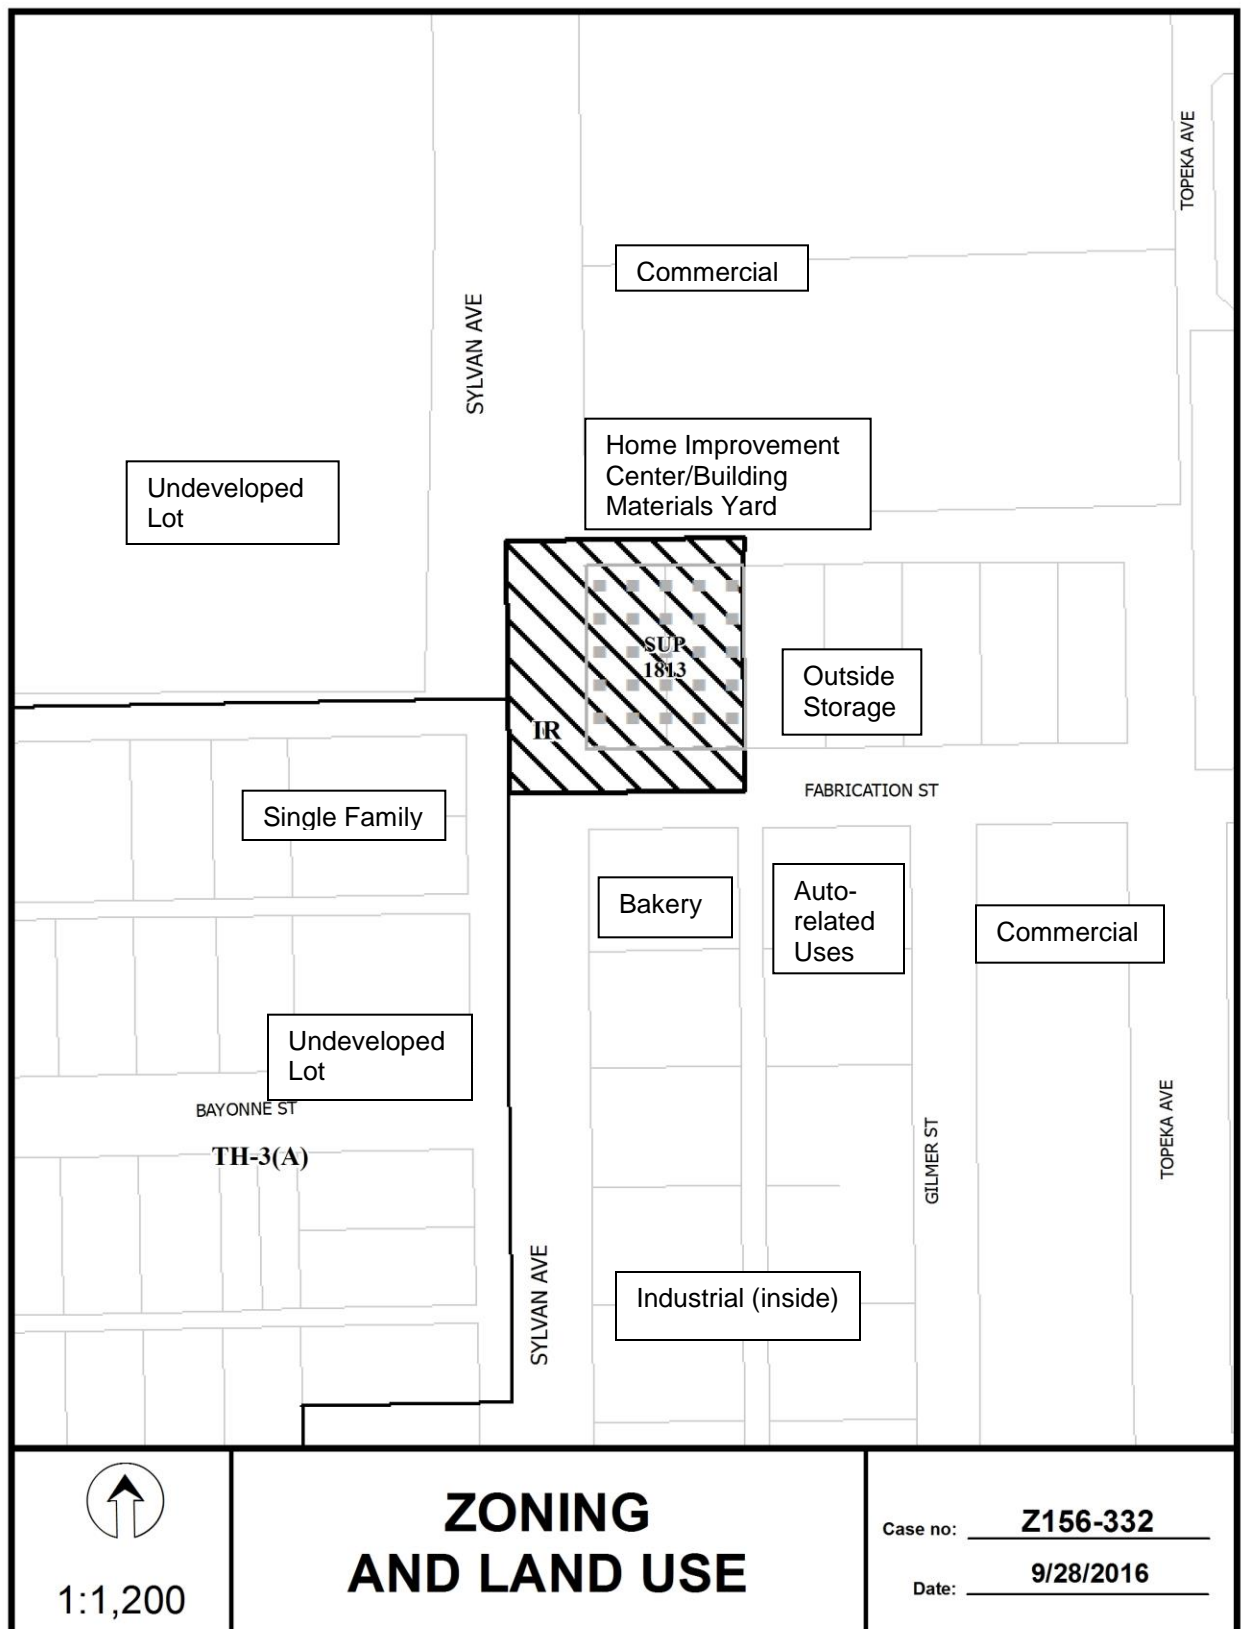 TOPEKA AVE
Commercial
SYLVAN AVE
Home Improvement
Center/Building
Materials Yard
Undeveloped
Lot
SUP
1813
Outside
Storage
IR
FABRICATION ST
Single Family
Bakery
Auto-
related
Uses
Commercial
Undeveloped
Lot
BAYONNE ST
TH-3(A)
GILMER ST
TOPEKA AVE
SYLVAN AVE
Industrial (inside)
1:1,200
ZONING
AND LAND USE
Case no: Z156-332
Date: 9/28/2016